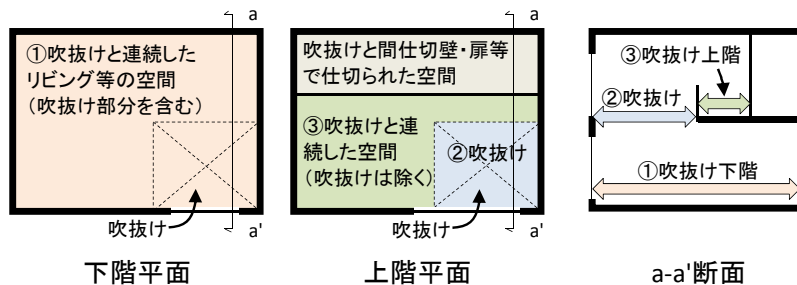 a
①吹抜けと連続した
リビング等の空間
(吹抜け部分を含む)
吹抜け
a'
下階平面
a
吹抜けと間仕切壁・扉等
で仕切られた空間
③吹抜けと連
続した空間
(吹抜けは除く)
②吹抜け
吹抜け
a'
上階平面
③吹抜け上階
②吹抜け
①吹抜け下階
a-a'断面